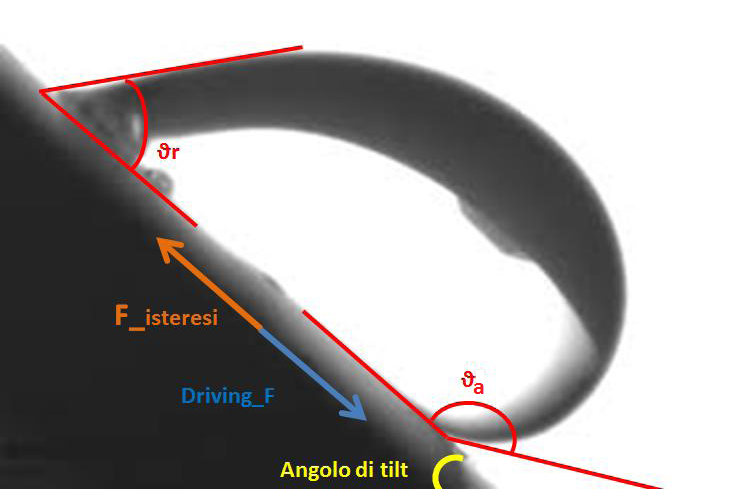 ϑr
F_isteresi
Driving_F
ϑa
Angolo di tilt